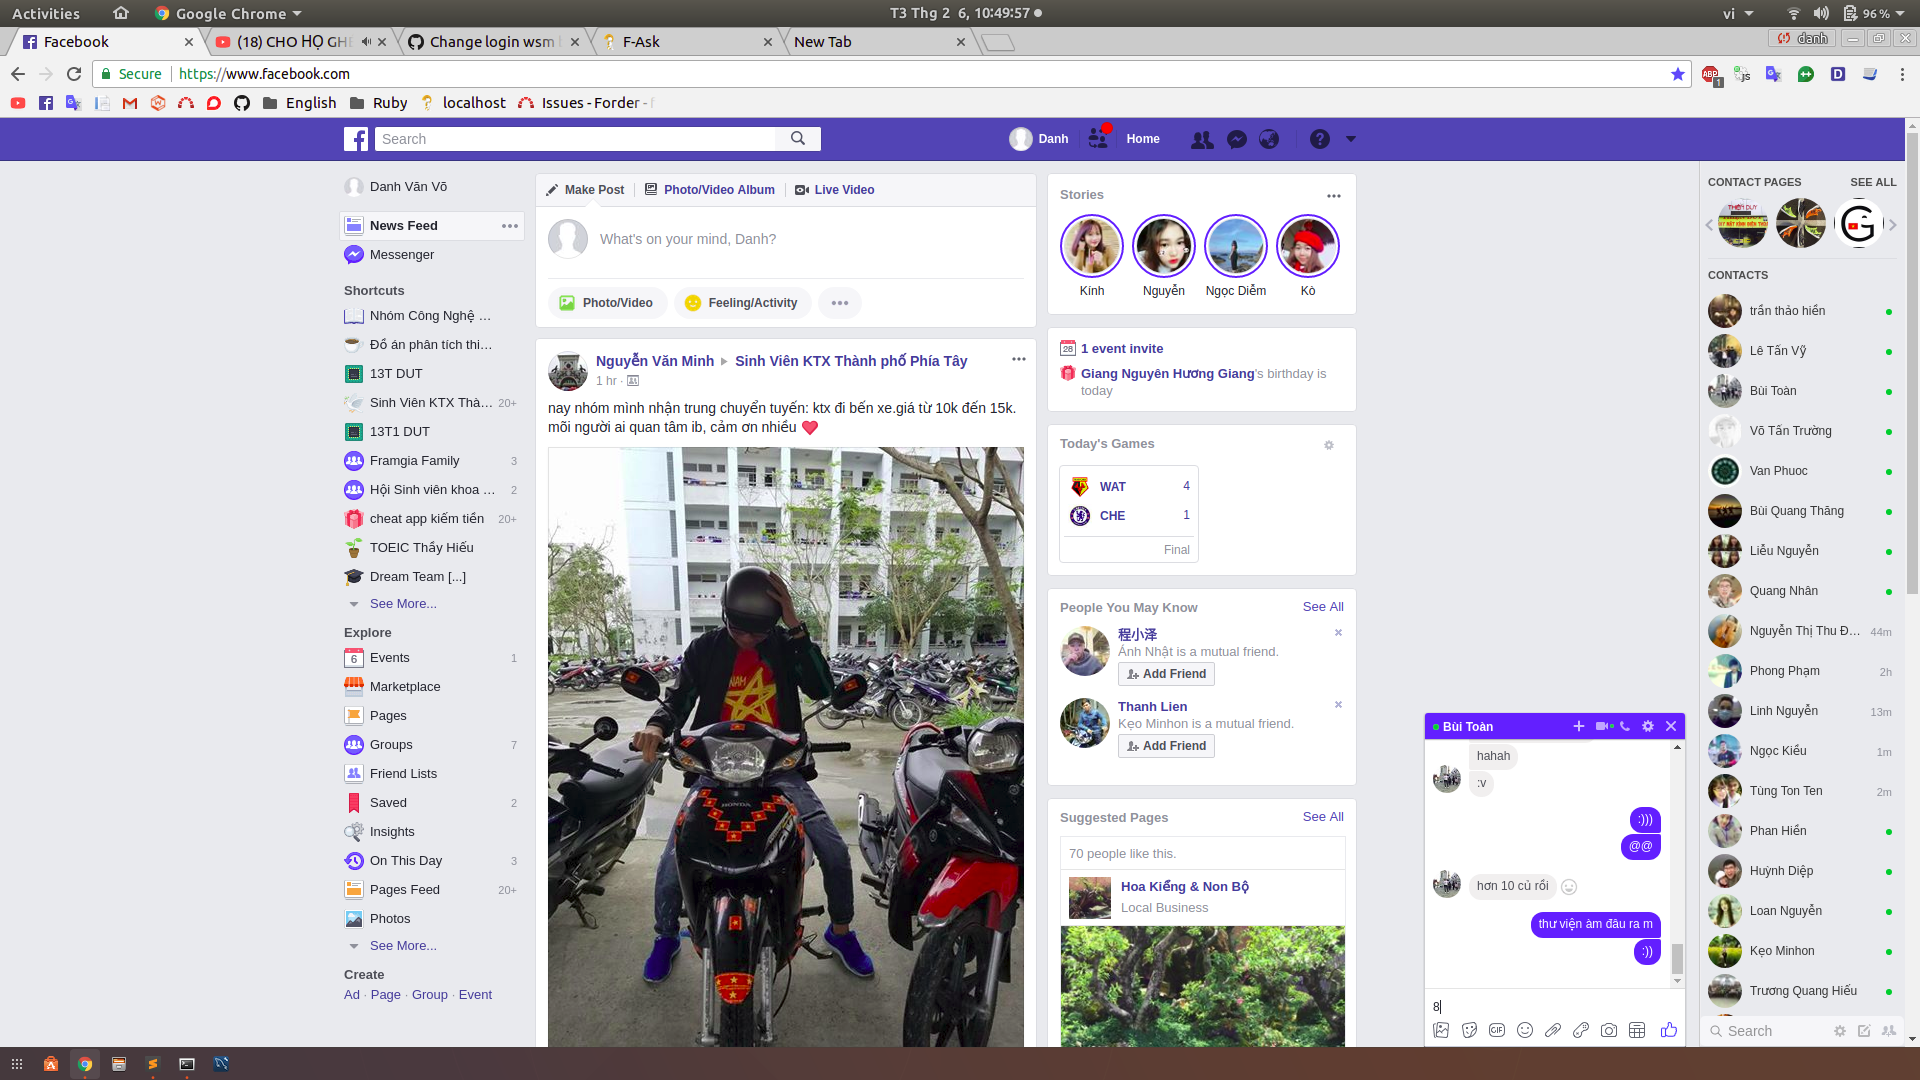 Activities
Google Chrome
T3 Thg 2 6, 10:49:57
vi
96 %
Facebook
(18) CHO HỌ GHE
Change login wsm
F-Ask
New Tab
danh
Secure
https://www.facebook.com
ABP
1
JS
D
English
Ruby
localhost
Issues - Forder -
Search
Danh
Home
Danh Văn Võ
News Feed
Messenger
Shortcuts
Nhóm Công Nghệ ...
Đồ án phân tích thi...
13T DUT
Sinh Viên KTX Thà... 20+
13T1 DUT
Framgia Family 3
Hội Sinh viên khoa ... 2
cheat app kiếm tiền 20+
TOEIC Thầy Hiếu
Dream Team [...]
See More...
Explore
6
Events 1
Marketplace
Pages
Groups 7
Friend Lists
Saved 2
Insights
On This Day 3
Pages Feed 20+
Photos
See More...
Create
Ad · Page · Group · Event
Make Post
Photo/Video Album
Live Video
What's on your mind, Danh?
Photo/Video
Feeling/Activity
Nguyễn Văn Minh
Sinh Viên KTX Thành phố Phía Tây
1 hr ·
nay nhóm mình nhận trung chuyển tuyến: ktx đi bến xe.giá từ 10k đến 15k.
mõi người ai quan tâm ib, cảm ơn nhiều
NAM
HONDA
Stories
Kính
Nguyễn
Ngọc Diễm
Kò
28
1 event invite
Giang Nguyên Hương Giang's birthday is
today
Today's Games
WAT 4
CHE 1
Final
People You May Know
See All
程小泽
Ánh Nhật is a mutual friend.
Add Friend
Thanh Lien
Kẹo Minhon is a mutual friend.
Add Friend
Suggested Pages
See All
70 people like this.
Hoa Kiểng & Non Bộ
Local Business
Bùi Toàn
hahah
:v
:)))
@@
hơn 10 củ rồi
thư viện àm đâu ra m
:))
8
GIF
CONTACT PAGES
SEE ALL
CONTACTS
trần thảo hiền
Lê Tấn Vỹ
Bùi Toàn
Võ Tấn Trường
Van Phuoc
Bùi Quang Thăng
Liễu Nguyễn
Quang Nhân
Nguyễn Thị Thu Đ... 44m
Phong Phạm 2h
Linh Nguyễn 13m
Ngọc Kiều 1m
Tùng Ton Ten 2m
Phan Hiền
Huỳnh Diệp
Loan Nguyễn
Kẹo Minhon
Trương Quang Hiếu
Search